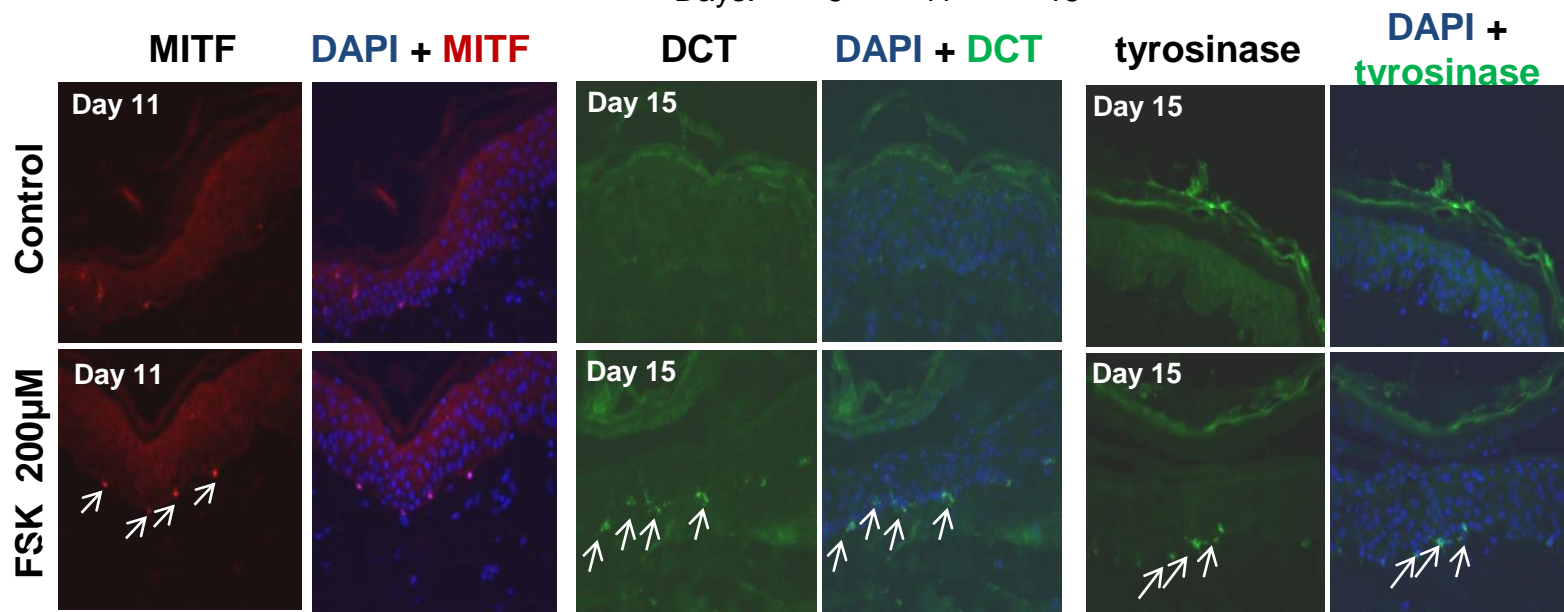 MITF DAPI + MITF DCT DAPI + DCT tyrosinase DAPI +
tyrosinase
Control
Day 11 Day 15 Day 15
FSK 200µM
Day 11 Day 15 Day 15